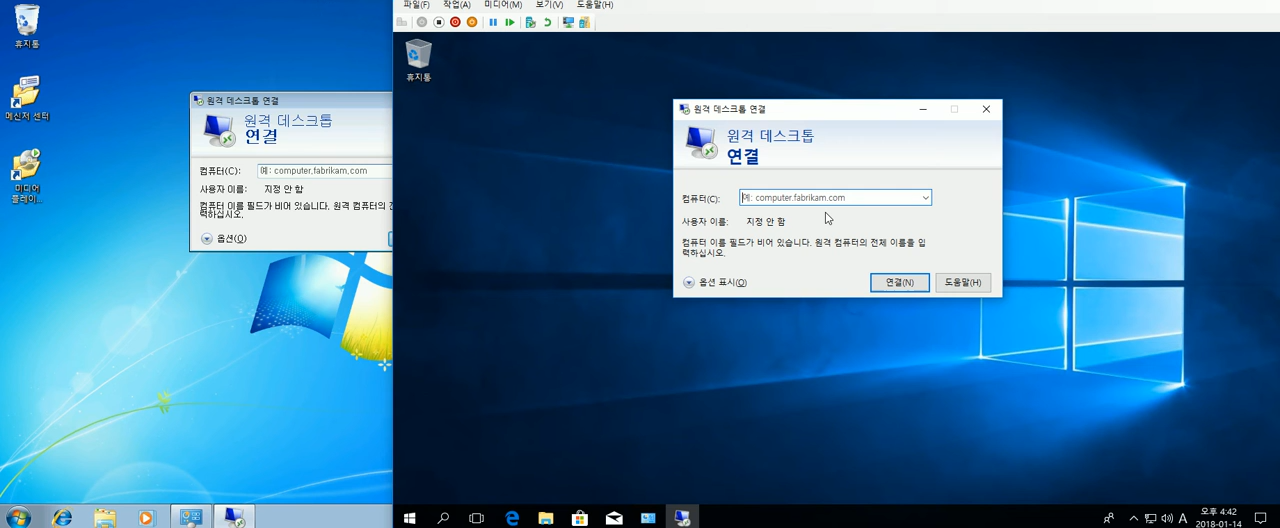 휴지통
메신저 센터
미디어
플레이...
원격 데스크톱 연결
원격 데스크톱
연결
컴퓨터(C):
예: computer.fabrikam.com
사용자 이름:
지정 안 함
컴퓨터 이름 필드가 비어 있습니다. 원격 컴퓨터의 전
력하십시오.
옵션(O)
파일(F)
작업(A)
미디어(M)
보기(V)
도움말(H)
휴지통
원격 데스크톱 연결
원격 데스크톱
연결
컴퓨터(C):
예: computer.fabrikam.com
사용자 이름:
지정 안 함
컴퓨터 이름 필드가 비어 있습니다. 원격 컴퓨터의 전체 이름을 입
력하십시오.
옵션 표시(O)
연결(N)
도움말(H)
A
오후 4:42
2018-01-14